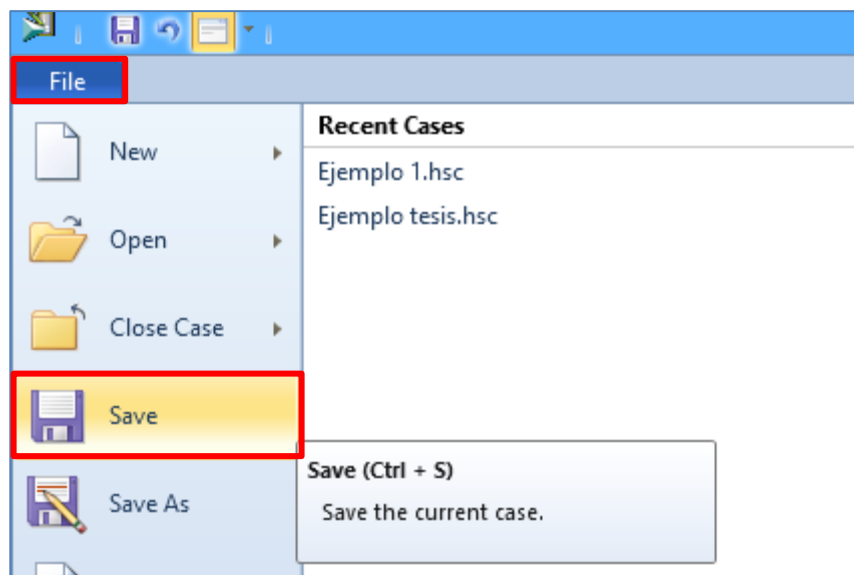 File
New
Open
Close Case
Save
Save As
Recent Cases
Ejemplo 1.hsc
Ejemplo tesis.hsc
Save (Ctrl + S)
Save the current case.